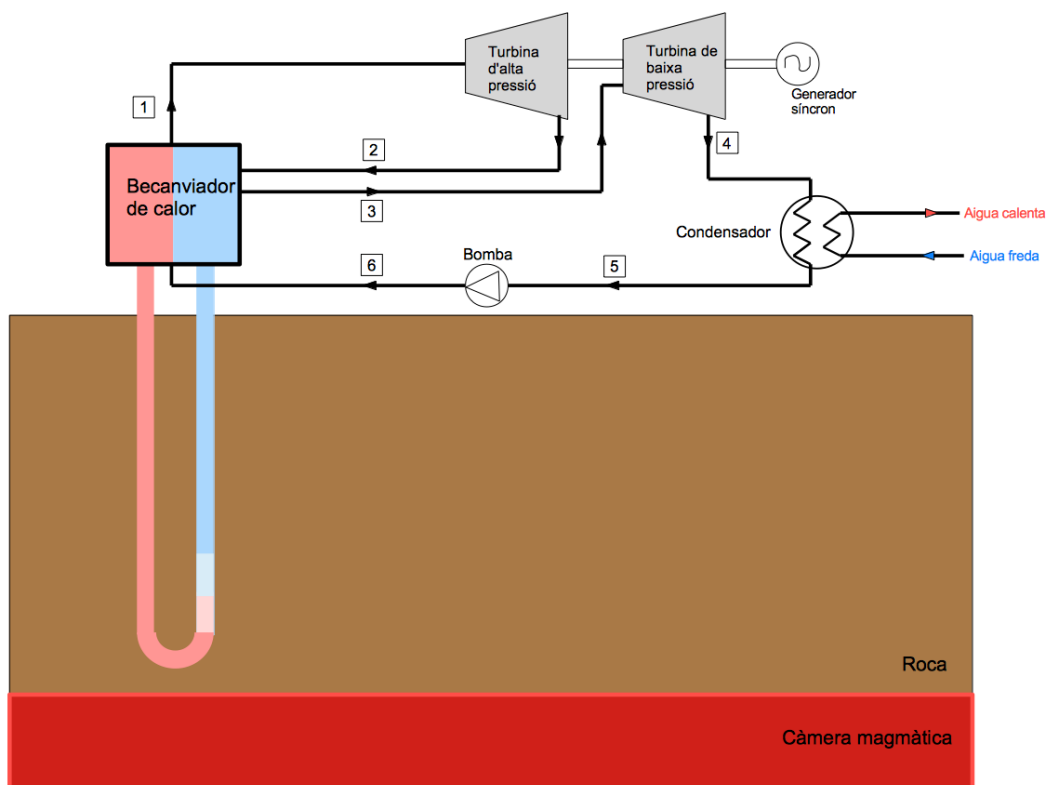 Turbina
d'alta
pressió
Turbina de
baixa
pressió
Generador
síncron
1
2
3
4
Becanviador
de calor
Condensador
Aigua calenta
Aigua freda
Bomba
6
5
Roca
Càmera magmàtica